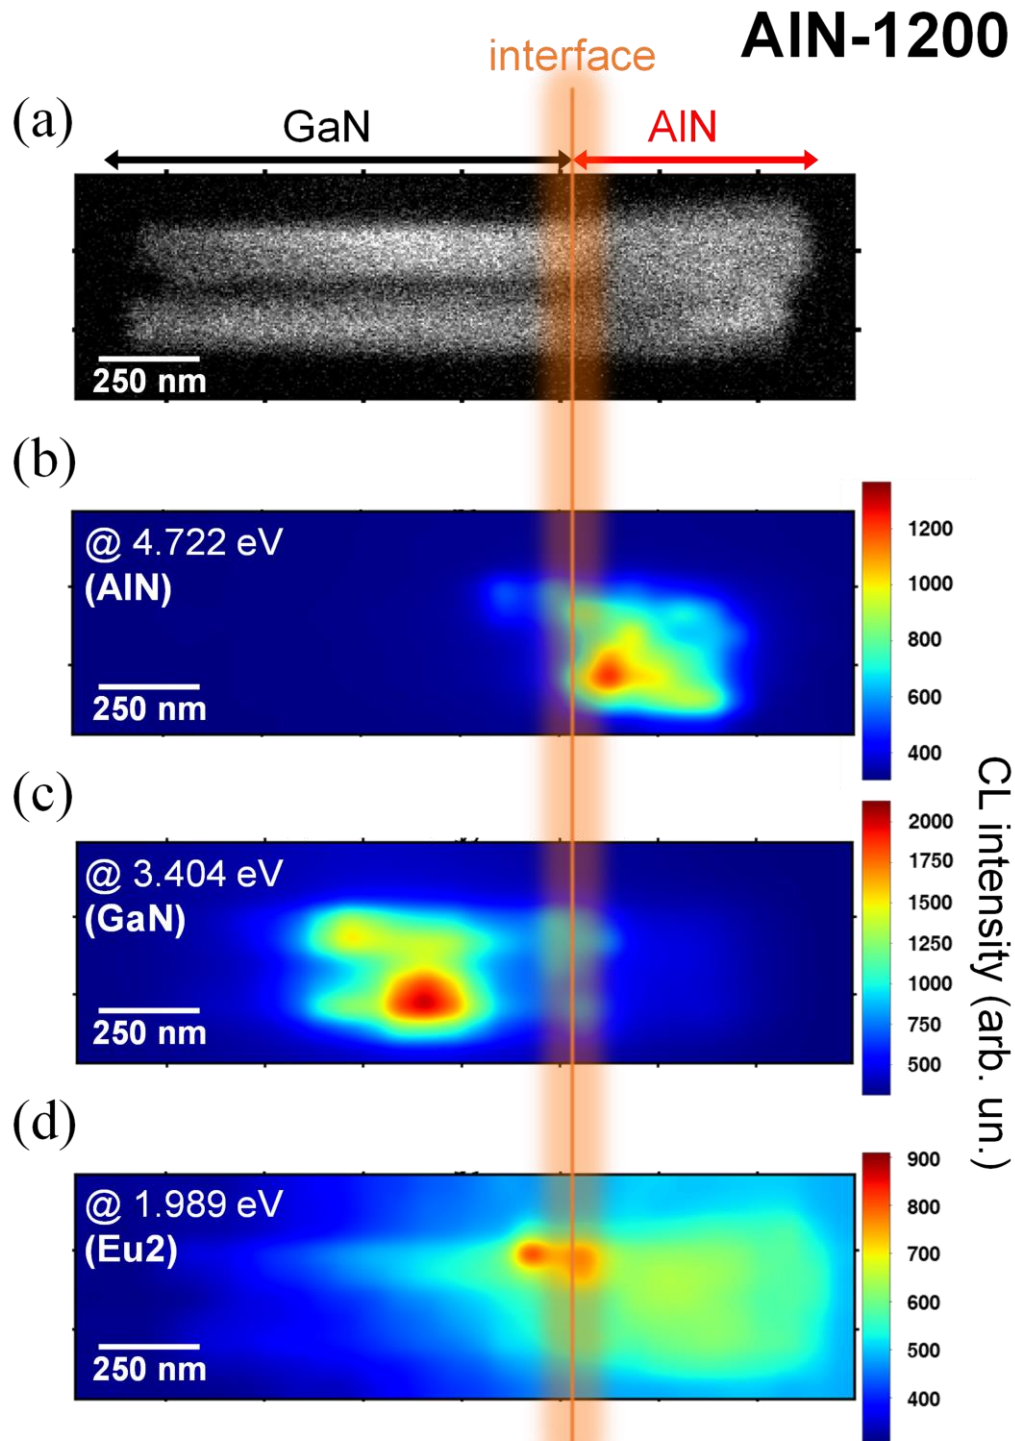 AlN-1200
interface
(a)
GaN
AlN
250 nm
(b)
@ 4.722 eV
(AlN)
250 nm
1200
1000
800
600
400
(c)
@ 3.404 eV
(GaN)
250 nm
2000
1750
1500
1250
1000
750
500
CL intensity (arb. un.)
(d)
@ 1.989 eV
(Eu2)
250 nm
900
800
700
600
500
400